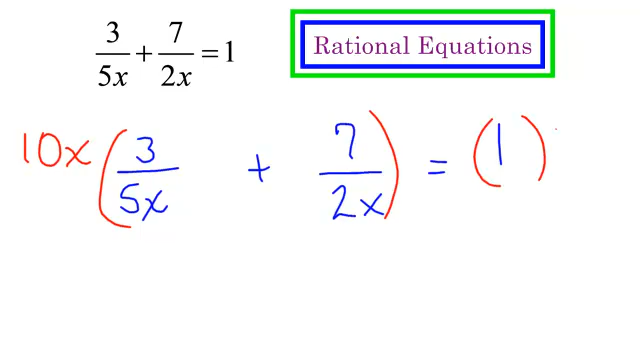 3/5x + 7/2x = 1
Rational Equations
10x(3/5x + 7/2x) = (1)